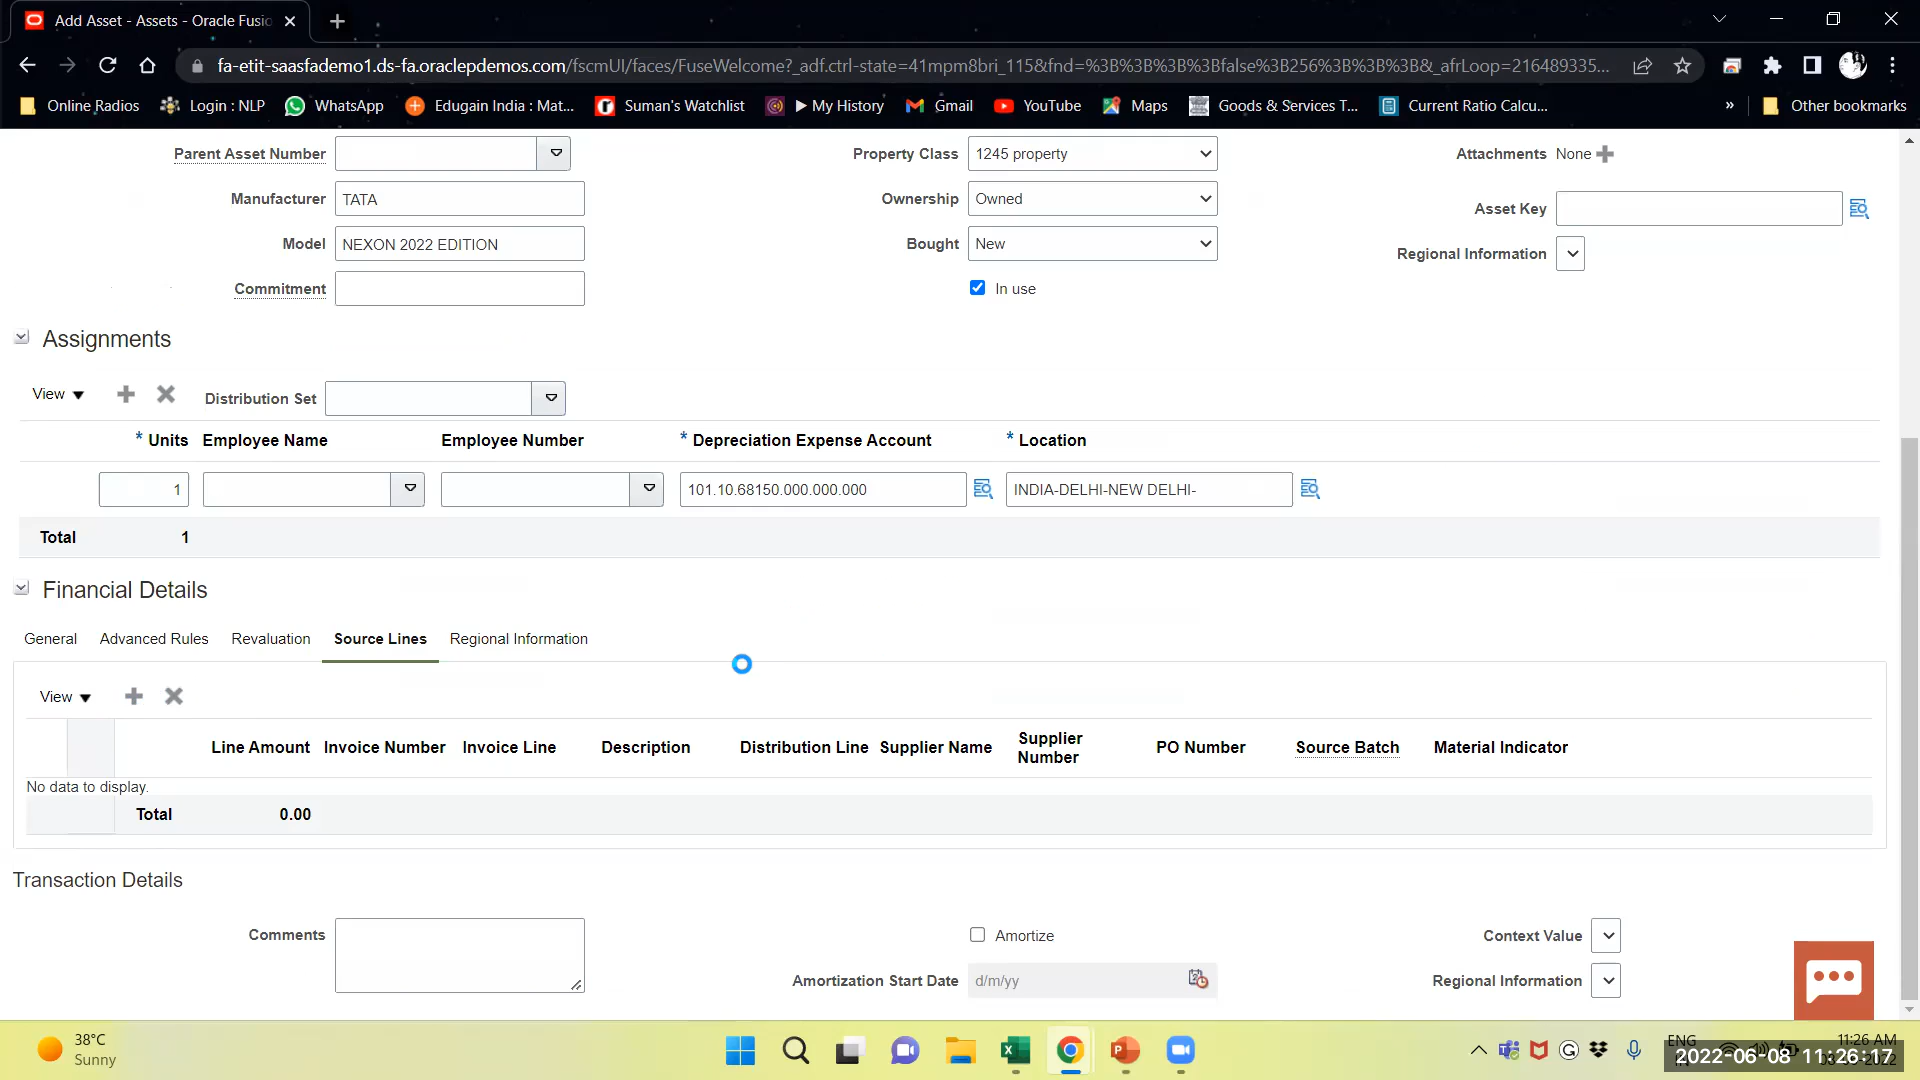 Add Asset - Assets - Oracle Fusio
fa-etit-saasfademo1.ds-fa.oraclepdemos.com/fscmUI/faces/FuseWelcome?_adf.ctrl-state=41mpm8bri_115&fnd=%3B%3B%3B%3Bfalse%3B256%3B%3B%3B&_afrLoop=216489335...
Online Radios Login : NLP WhatsApp Edugain India : Mat... Suman's Watchlist My History Gmail YouTube Maps Goods & Services T... Current Ratio Calcu... » Other bookmarks
Parent Asset Number Property Class 1245 property Attachments None
Manufacturer TATA Ownership Owned Asset Key
Model NEXON 2022 EDITION Bought New Regional Information
Commitment In use
Assignments
View Distribution Set
* Units Employee Name Employee Number * Depreciation Expense Account * Location
1 101.10.68150.000.000.000 INDIA-DELHI-NEW DELHI-
Total 1
Financial Details
General Advanced Rules Revaluation Source Lines Regional Information
View
Line Amount Invoice Number Invoice Line Description Distribution Line Supplier Name Supplier Number PO Number Source Batch Material Indicator
No data to display.
Total 0.00
Transaction Details
Comments Amortize Context Value
Amortization Start Date d/m/yy Regional Information
38°C
Sunny
ENG
11:26 AM
2022-06-08 11:26:17